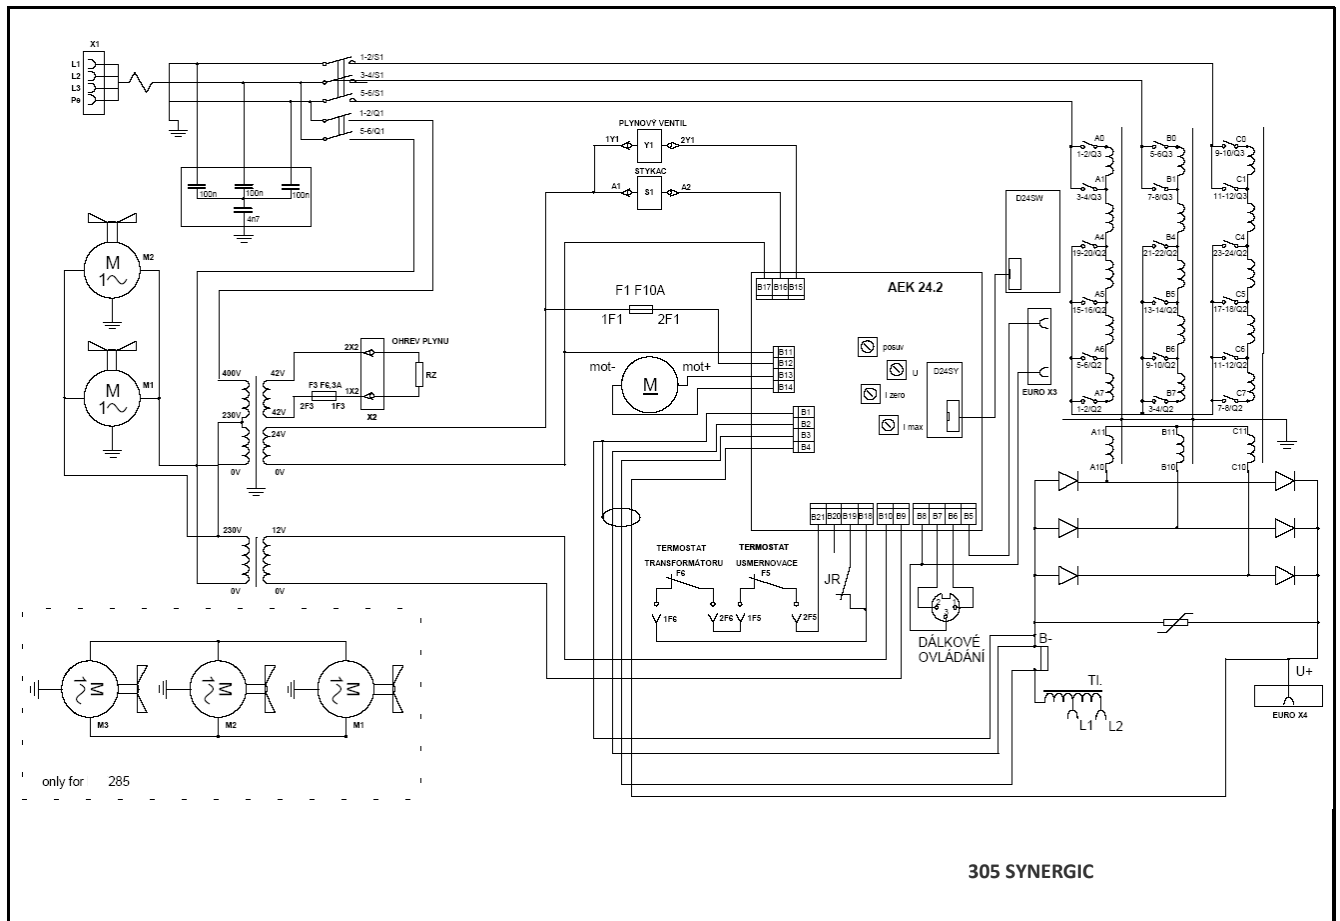 X1
L1
L2
L3
Pe
1-2/S1
3-4/S1
5-6/S1
1-2/Q1
5-6/Q1
100n
100n
100n
4n7
PLYNOVÝ VENTIL
1Y1
Y1
2Y1
STYKAC
A1
S1
A2
M
1
M2
M
1
M1
F1 F10A
1F1
2F1
mot-
M
mot+
B17
B16
B15
AEK 24.2
D24SW
B11
B12
B13
B14
B1
B2
B3
B4
posuv
U
I zero
I max
D24SY
EURO X3
OHREV PLYNU
400V
42V
2X2
F3 F6,3A
RZ
2F3
1F3
1X2
X2
230V
42V
24V
0V
0V
230V
12V
0V
0V
A0
B0
C0
1-2/Q3
5-6Q3
9-10/Q3
A1
B1
C1
3-4/Q3
7-8/Q3
11-12/Q3
A4
B4
C4
19-20/Q2
21-22/Q2
23-24/Q2
A5
B5
C5
15-16/Q2
13-14/Q2
17-18/Q2
A6
B6
C6
5-6/Q2
9-10/Q2
11-12/Q2
A7
B7
C7
1-2/Q2
3-4/Q2
7-8/Q2
A11
B11
C11
A10
B10
C10
B21
B20
B19
B18
B10
B9
B8
B7
B6
B5
TERMOSTAT
TRANSFORMÁTORU
F6
TERMOSTAT
USMERNOVACE
F5
1F6
2F6
1F5
2F5
JR
2
1
3
DÁLKOVÉ
OVLÁDÁNÍ
B-
Tl.
L1
L2
U+
EURO X4
M
1
M3
M
1
M2
M
1
M1
only for 285
305 SYNERGIC